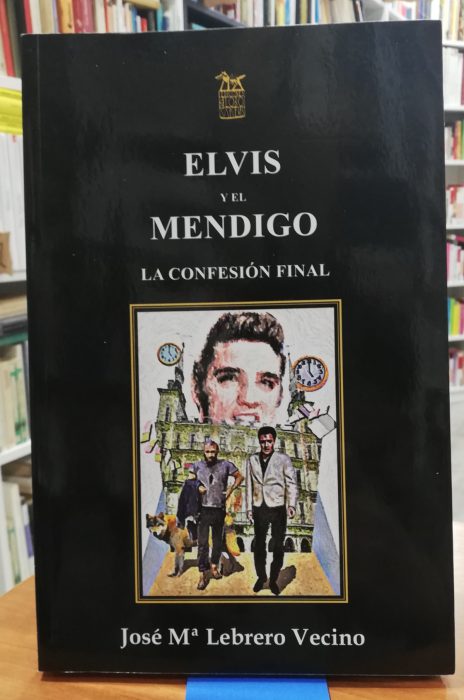 ELVIS
Y EL
MENDIGO
LA CONFESIÓN FINAL
José Mª Lebrero Vecino